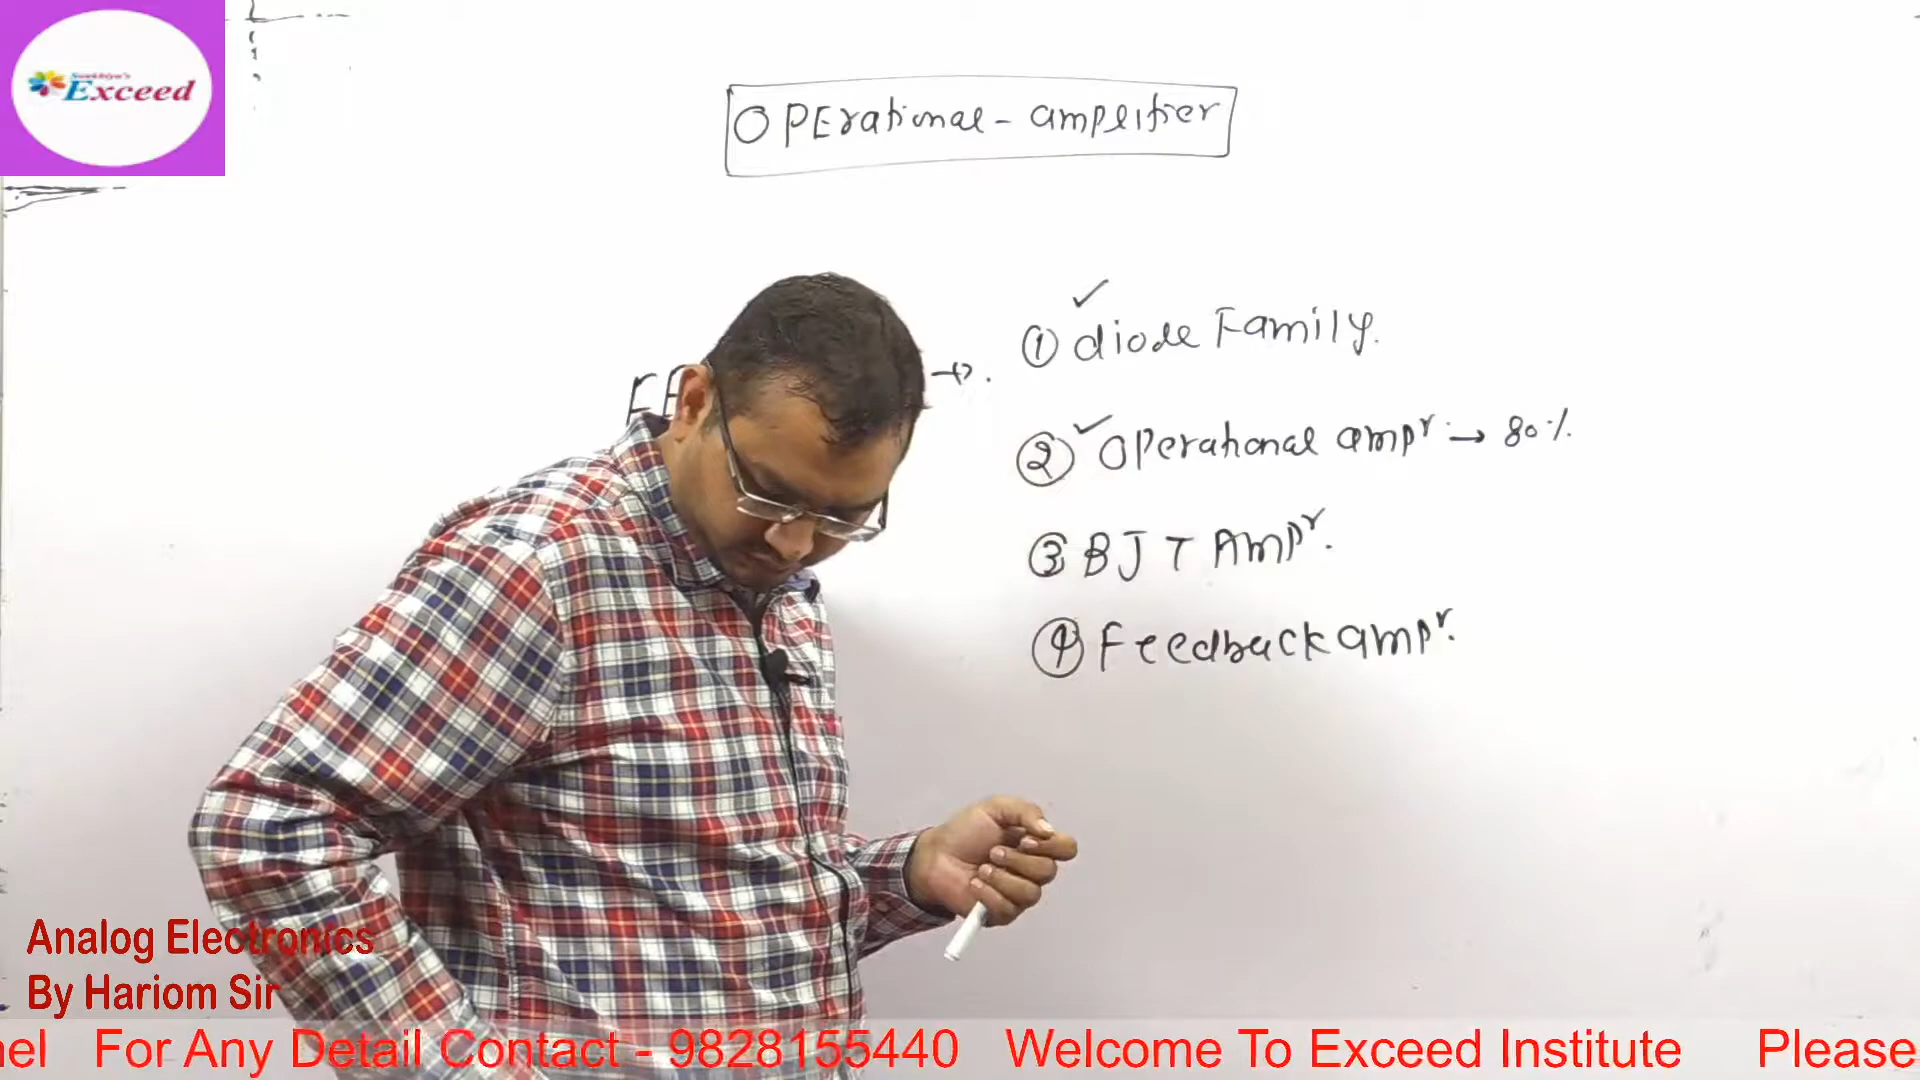 Exceed
OPErational - amplifier
① diode Family.
② Operational ampr. → 80%
③ BJT Ampr.
④ Feedback ampr.
Analog Electronics
By Hariom Sir
For Any Detail Contact - 9828155440 Welcome To Exceed Institute Please